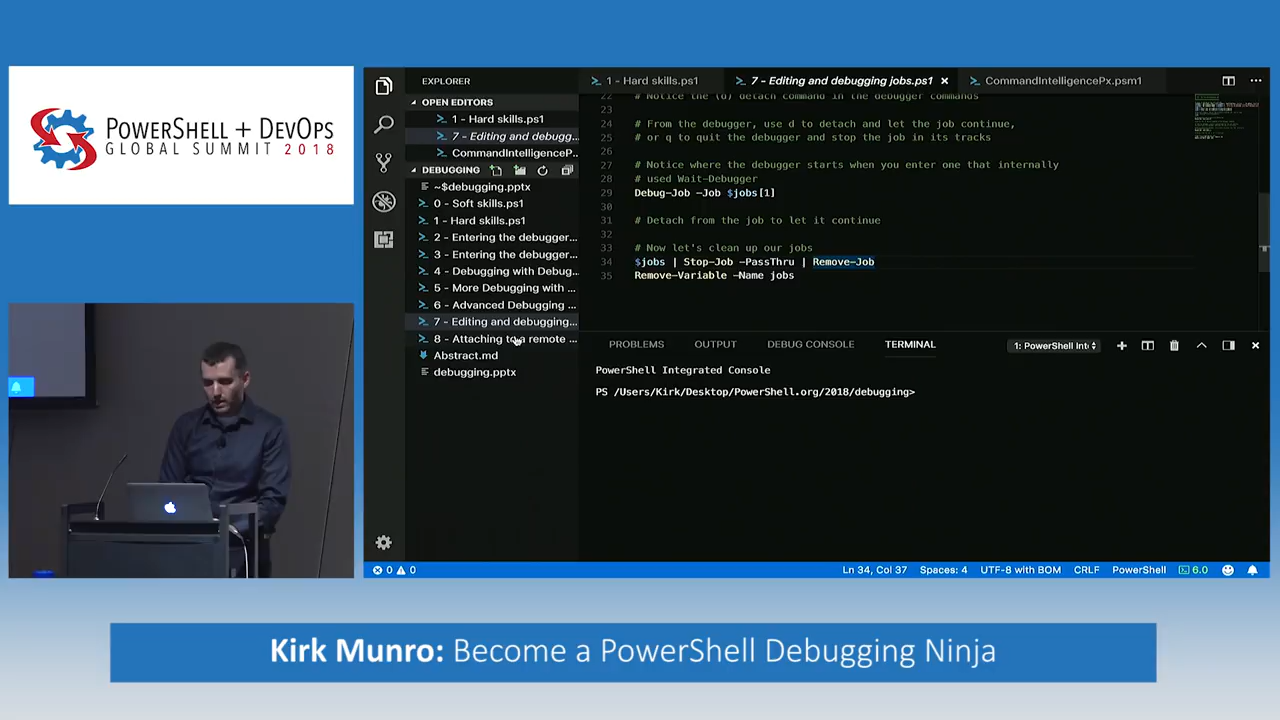 POWERSHELL + DEVOPS
GLOBAL SUMMIT 2018
EXPLORER
OPEN EDITORS
1 - Hard skills.ps1
7 - Editing and debugg...
CommandIntelligenceP...
DEBUGGING
~$debugging.pptx
0 - Soft skills.ps1
1 - Hard skills.ps1
2 - Entering the debugger...
3 - Entering the debugger...
4 - Debugging with Debug...
5 - More Debugging with ...
6 - Advanced Debugging ...
7 - Editing and debugging...
8 - Attaching to a remote ...
Abstract.md
debugging.pptx
1 - Hard skills.ps1
7 - Editing and debugging jobs.ps1
CommandIntelligencePx.psm1
22 # Notice the (d) detach command in the debugger commands
23
24 # From the debugger, use d to detach and let the job continue,
25 # or q to quit the debugger and stop the job in its tracks
26
27 # Notice where the debugger starts when you enter one that internally
28 # used Wait-Debugger
29 Debug-Job -Job $jobs[1]
30
31 # Detach from the job to let it continue
32
33 # Now let's clean up our jobs
34 $jobs | Stop-Job -PassThru | Remove-Job
35 Remove-Variable -Name jobs
PROBLEMS OUTPUT DEBUG CONSOLE TERMINAL
1: PowerShell Int
PowerShell Integrated Console
PS /Users/Kirk/Desktop/PowerShell.org/2018/debugging>
0 0
Ln 34, Col 37 Spaces: 4 UTF-8 with BOM CRLF PowerShell 6.0
Kirk Munro: Become a PowerShell Debugging Ninja